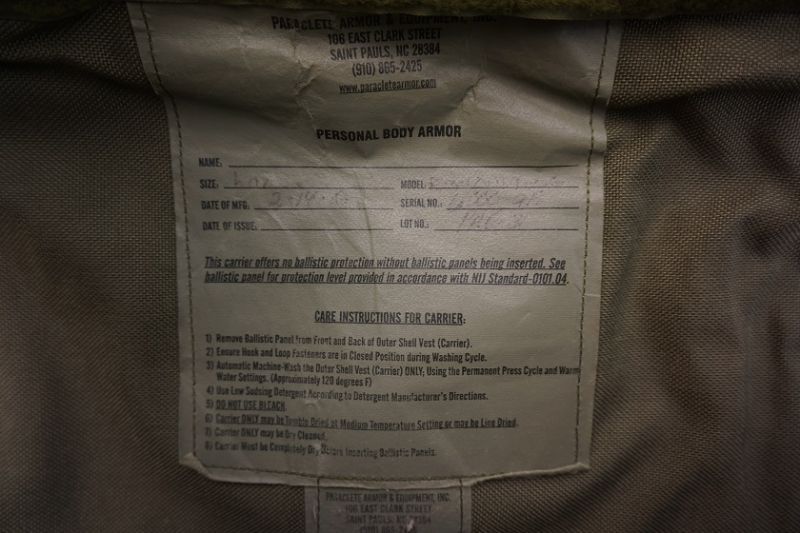 PARACLETE ARMOR & EQUIPMENT, INC.
106 EAST CLARK STREET
SAINT PAULS, NC 28384
(910) 865-2425
www.paracletearmor.com
PERSONAL BODY ARMOR
NAME:
SIZE:
MODEL:
DATE OF MFG.
SERIAL NO.:
DATE OF ISSUE:
LOT NO.:
This carrier offers no ballistic protection without ballistic panels being inserted. See
ballistic panel for protection level provided in accordance with NIJ Standard-0101.04.
CARE INSTRUCTIONS FOR CARRIER:
1) Remove Ballistic Panel from Front and Back of Outer Shell Vest (Carrier).
2) Ensure Hook and Loop Fasteners are in Closed Position during Washing Cycle.
3) Automatic Machine-Wash the Outer Shell Vest (Carrier) ONLY, Using the Permanent Press Cycle and Warm
Water Settings. (Approximately 120 degrees F)
4) Use Low Sudsing Detergent According to Detergent Manufacturer's Directions.
5) DO NOT USE BLEACH.
6) Carrier ONLY may be Tumble Dried at Medium Temperature Setting or may be Line Dried.
7) Carrier ONLY may be Dry Cleaned.
8) Carrier Must be Completely Dry before Inserting Ballistic Panels.
PARACLETE ARMOR & EQUIPMENT, INC.
106 EAST CLARK STREET
SAINT PAULS, NC 28384